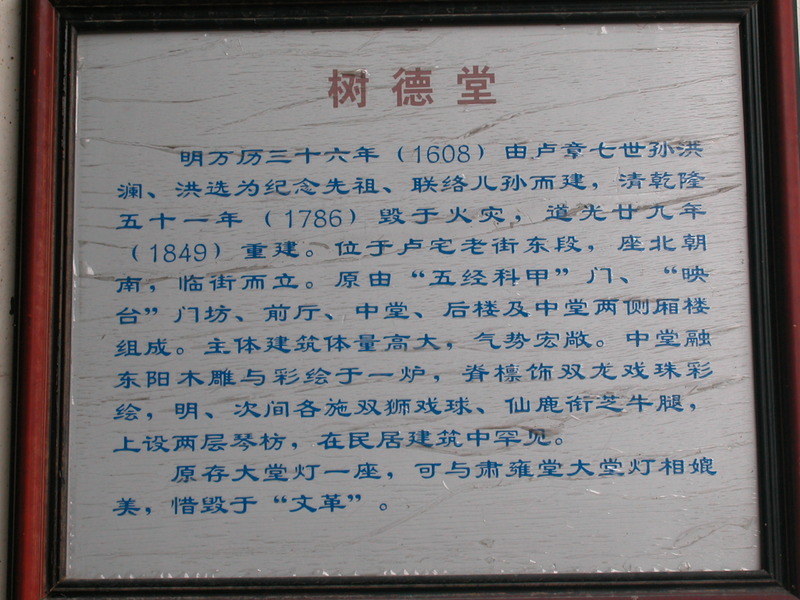 树德堂
明万历三十六年（1608）由卢章七世孙洪
澜、洪选为纪念先祖、联络儿孙而建，清乾隆
五十一年（1786）毁于火灾，道光廿九年
（1849）重建。位于卢宅老街东段，座北朝
南，临街而立。原由“五经科甲”门、“映
台”门坊、前厅、中堂、后楼及中堂两侧厢楼
组成。主体建筑体量高大，气势宏敞。中堂融
东阳木雕与彩绘于一炉，脊檩饰双龙戏珠彩
绘，明、次间各施双狮戏球、仙鹿衔芝牛腿，
上设两层琴枋，在民居建筑中罕见。
原存大堂灯一座，可与肃雍堂大堂灯相媲
美，惜毁于“文革”。